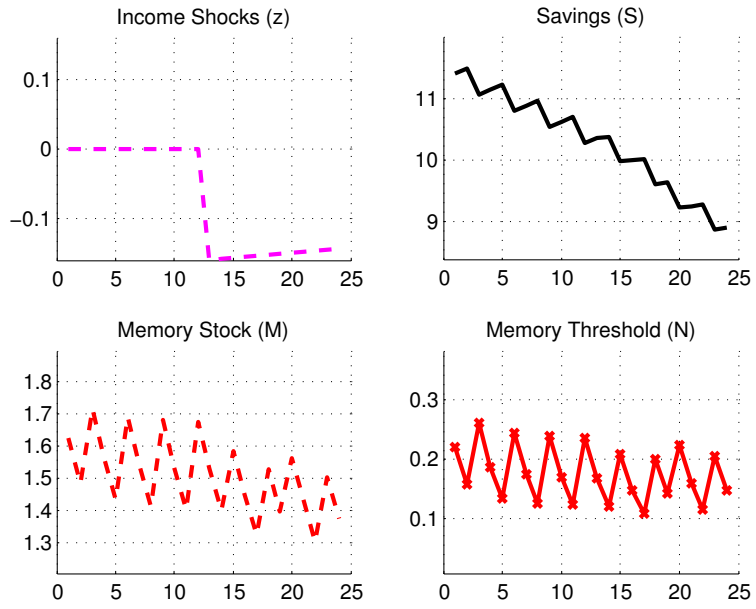 Income Shocks (z)
0.1
0
−0.1
0 5 10 15 20 25
Savings (S)
11
10
9
0 5 10 15 20 25
Memory Stock (M)
1.8
1.7
1.6
1.5
1.4
1.3
0 5 10 15 20 25
Memory Threshold (N)
0.3
0.2
0.1
0 5 10 15 20 25